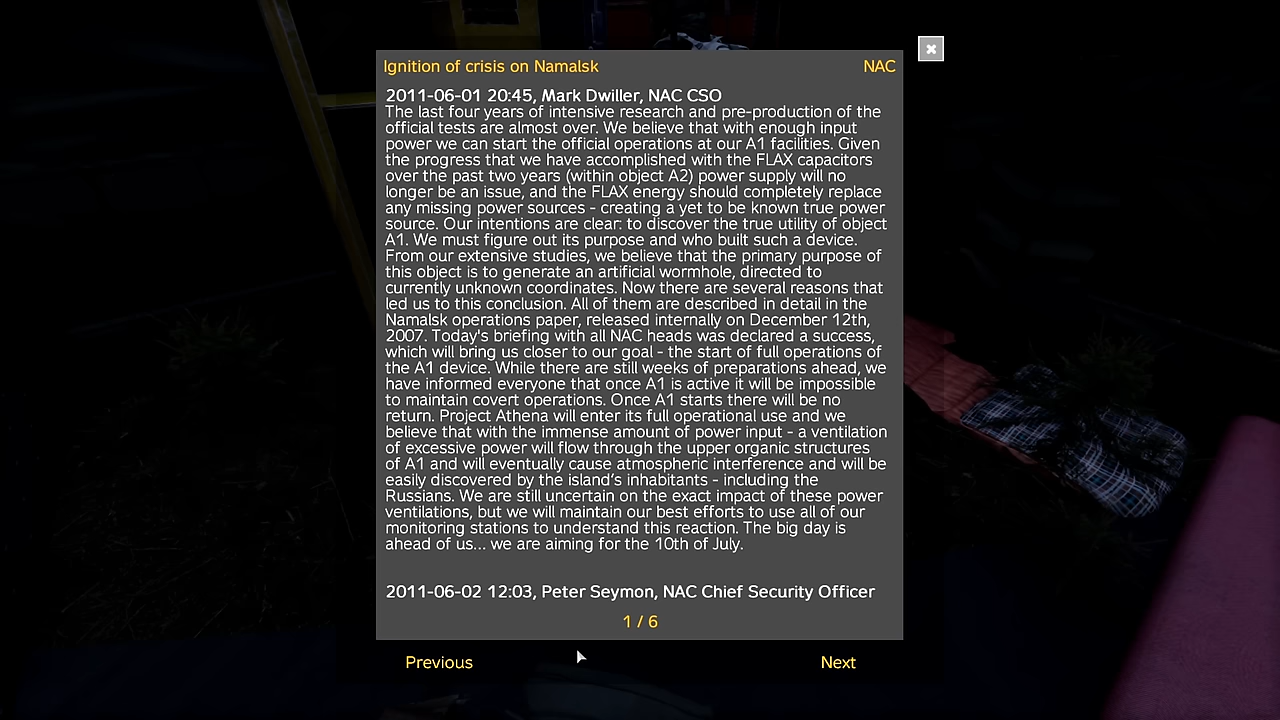 Ignition of crisis on Namalsk NAC
2011-06-01 20:45, Mark Dwiller, NAC CSO
The last four years of intensive research and pre-production of the
official tests are almost over. We believe that with enough input
power we can start the official operations at our A1 facilities. Given
the progress that we have accomplished with the FLAX capacitors
over the past two years (within object A2) power supply will no
longer be an issue, and the FLAX energy should completely replace
any missing power sources - creating a yet to be known true power
source. Our intentions are clear: to discover the true utility of object
A1. We must figure out its purpose and who built such a device.
From our extensive studies, we believe that the primary purpose of
this object is to generate an artificial wormhole, directed to
currently unknown coordinates. Now there are several reasons that
led us to this conclusion. All of them are described in detail in the
Namalsk operations paper, released internally on December 12th,
2007. Today's briefing with all NAC heads was declared a success,
which will bring us closer to our goal - the start of full operations of
the A1 device. While there are still weeks of preparations ahead, we
have informed everyone that once A1 is active it will be impossible
to maintain covert operations. Once A1 starts there will be no
return. Project Athena will enter its full operational use and we
believe that with the immense amount of power input - a ventilation
of excessive power will flow through the upper organic structures
of A1 and will eventually cause atmospheric interference and will be
easily discovered by the island's inhabitants - including the
Russians. We are still uncertain on the exact impact of these power
ventilations, but we will maintain our best efforts to use all of our
monitoring stations to understand this reaction. The big day is
ahead of us... we are aiming for the 10th of July.
2011-06-02 12:03, Peter Seymon, NAC Chief Security Officer
1 / 6
Previous Next